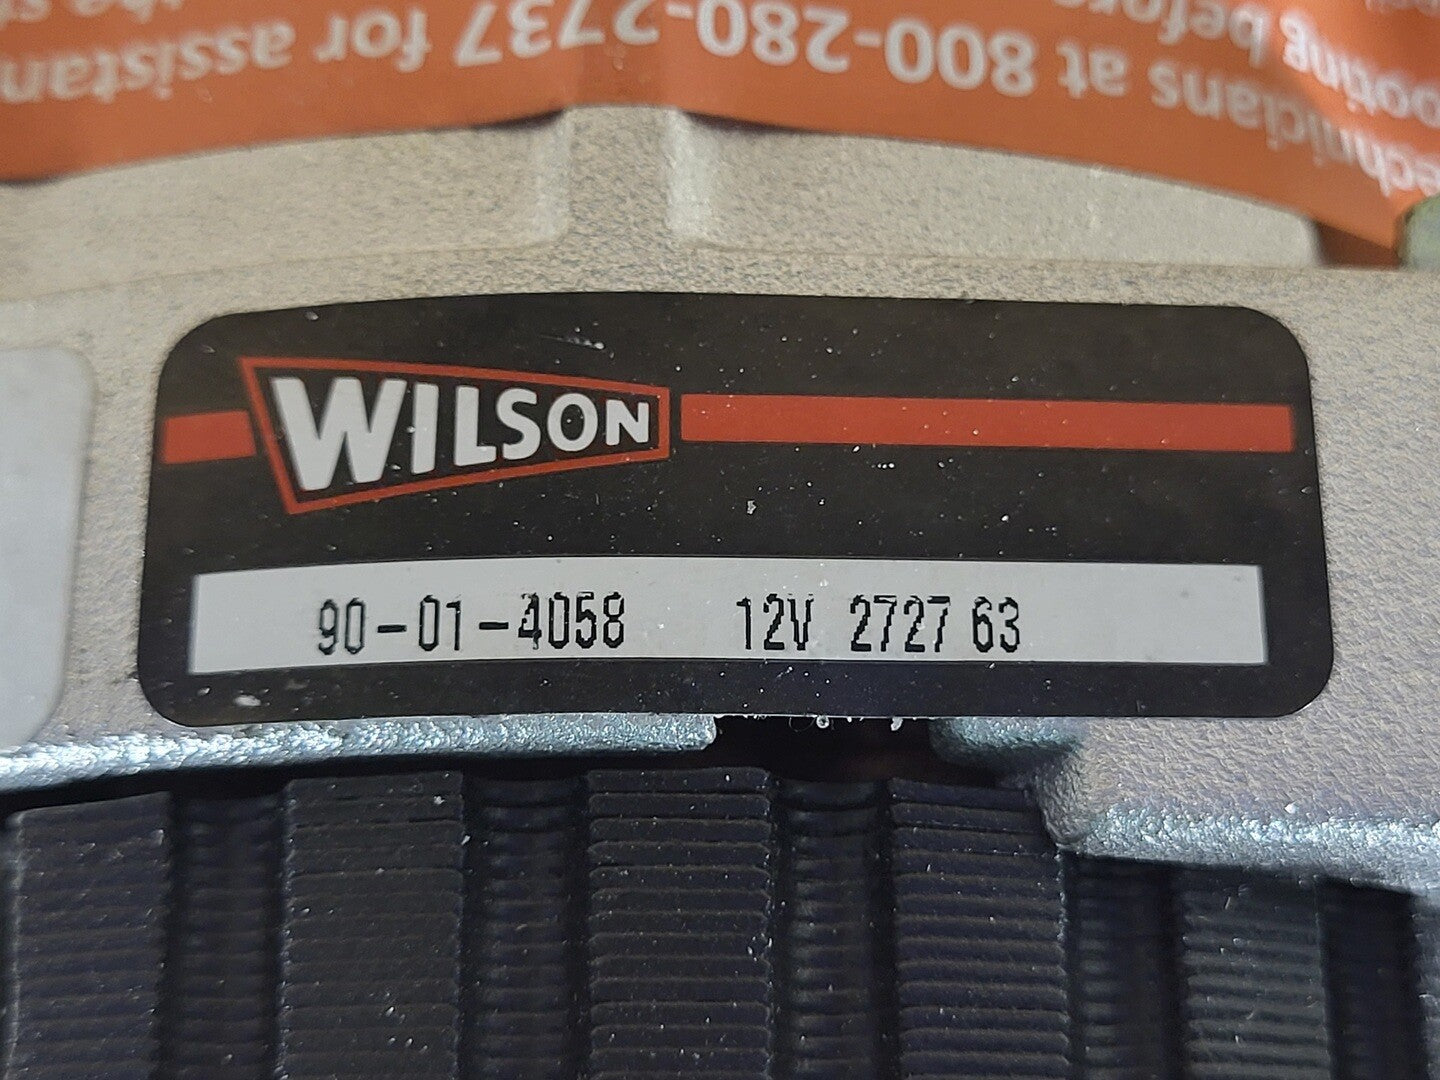 technicians at 800-280-2737 for assistan
WILSON
90-01-4058 12V 2727 63